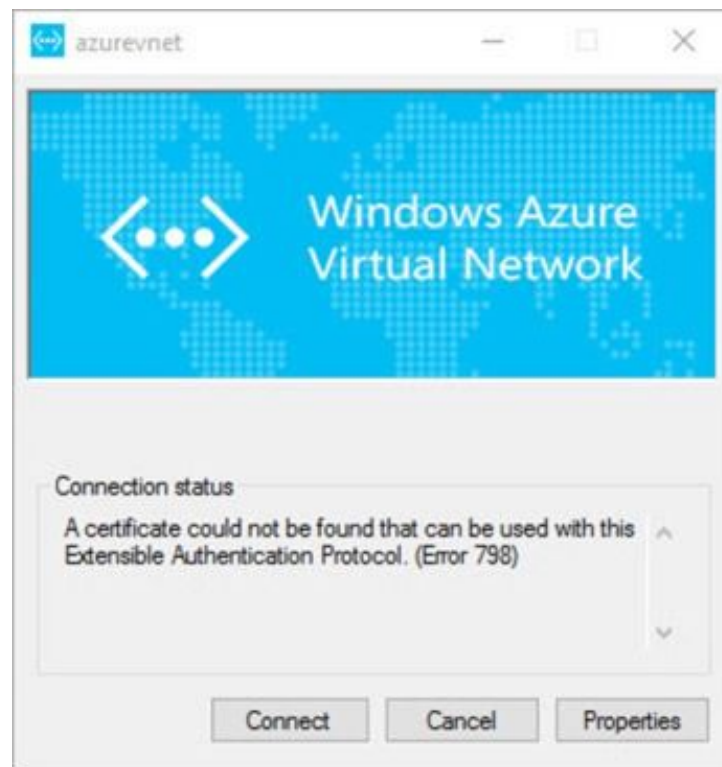 azurevnet
Windows Azure
Virtual Network
Connection status
A certificate could not be found that can be used with this
Extensible Authentication Protocol. (Error 798)
Connect
Cancel
Properties